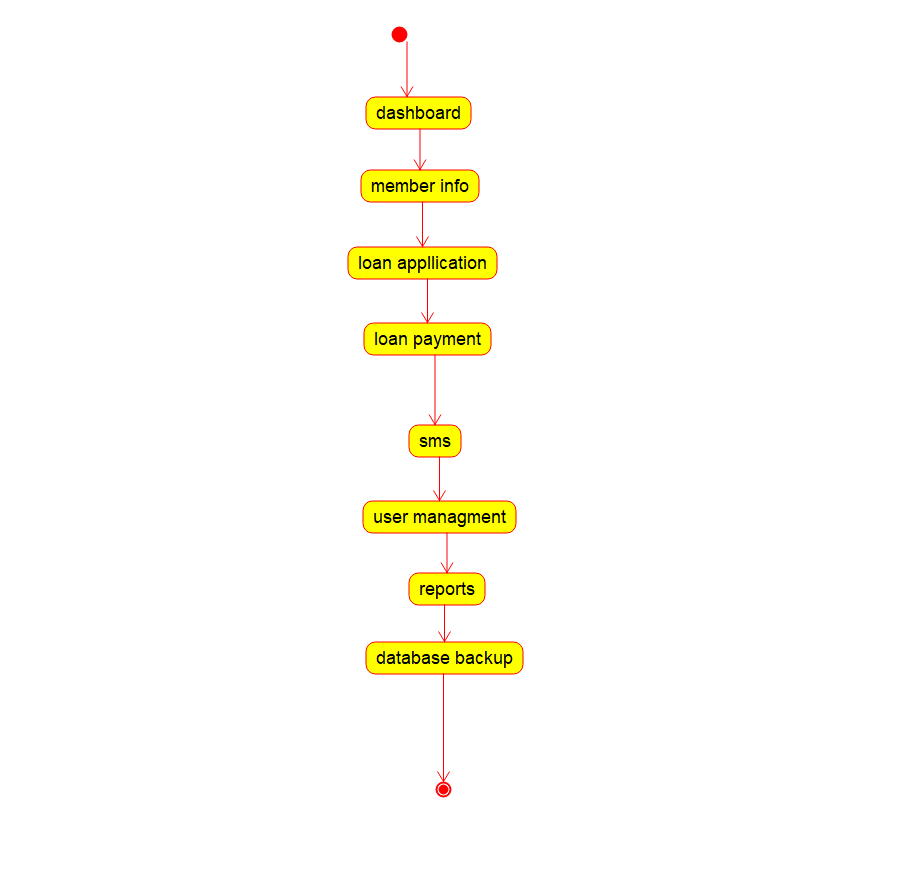 dashboard
member info
loan appllication
loan payment
sms
user managment
reports
database backup